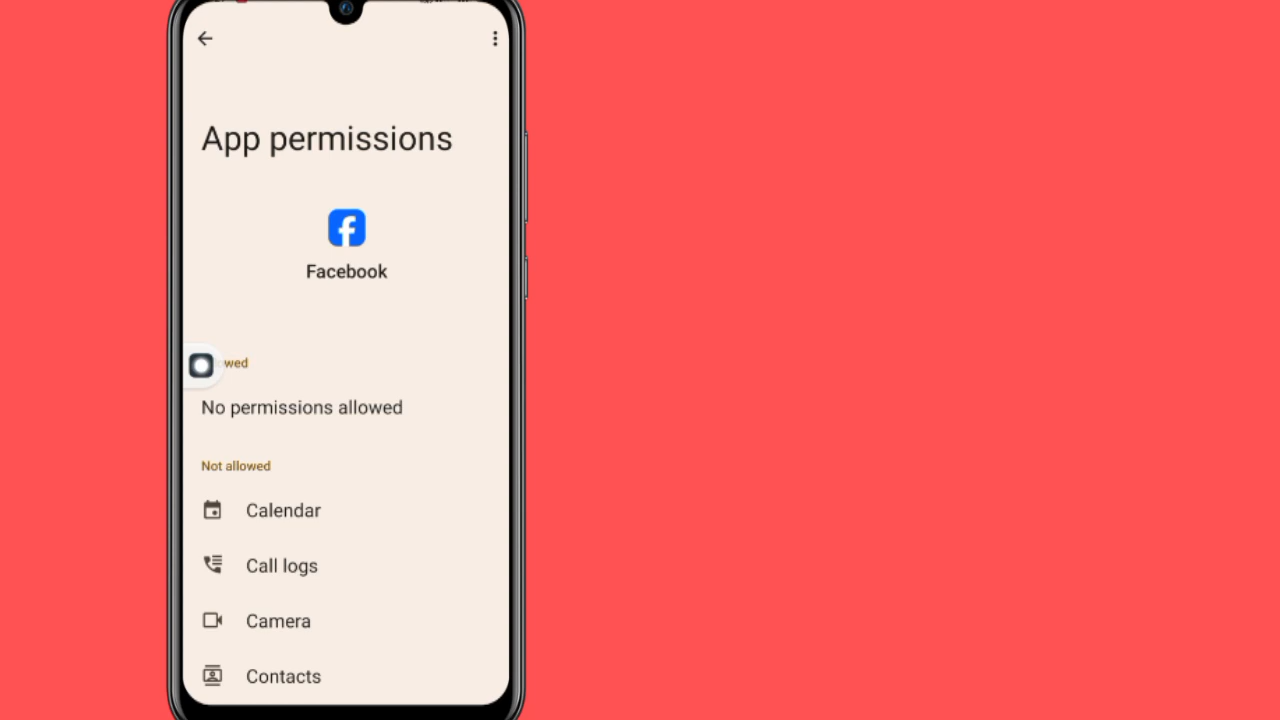 App permissions
Facebook
wed
No permissions allowed
Not allowed
Calendar
Call logs
Camera
Contacts